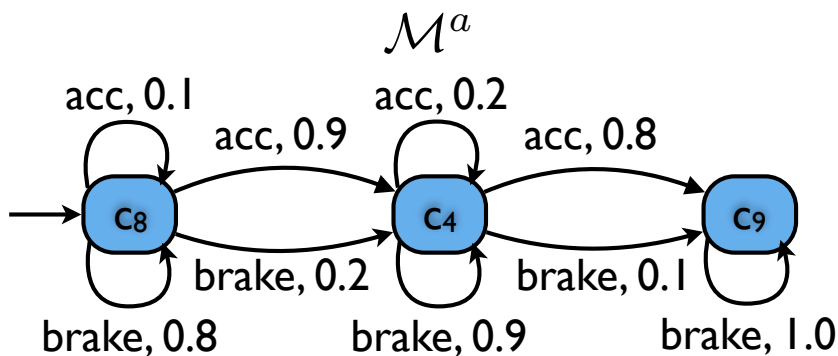 ℳᵃ
acc, 0.1
acc, 0.2
acc, 0.9
acc, 0.8
c₈
c₄
c₉
brake, 0.2
brake, 0.1
brake, 0.8
brake, 0.9
brake, 1.0